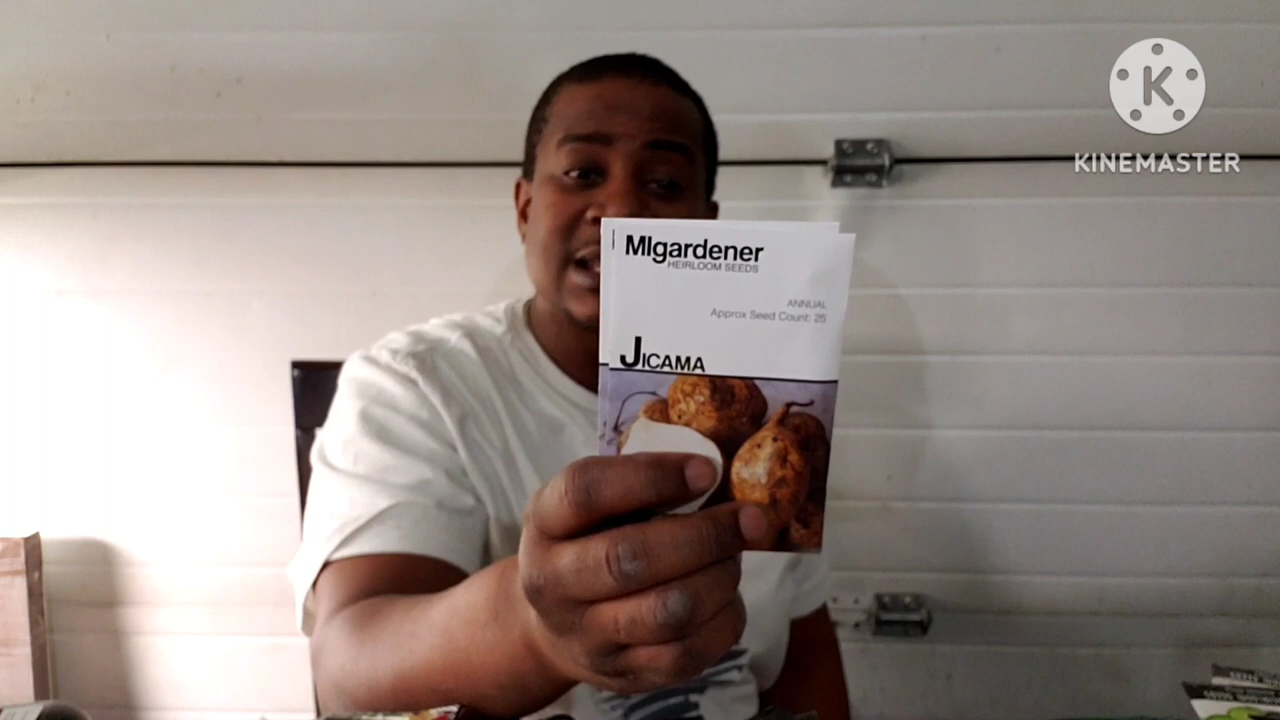 MIgardener
HEIRLOOM SEEDS
ANNUAL
Approx Seed Count: 25
JICAMA
K
KINEMASTER